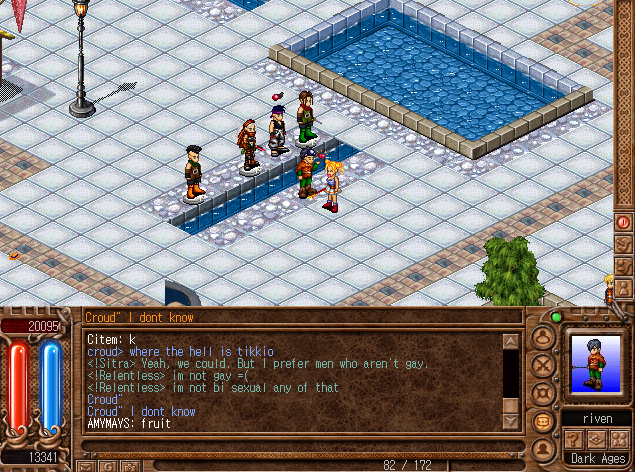 Croud" I dont know
20095
Citem: k
croud> where the hell is tikkio
<!Sitra> Yeah, we could. But I prefer men who aren't gay.
<!Relentless> im not gay =(
<!Relentless> im not bi sexual any of that
Croud"
Croud" I dont know
AMYMAYS: fruit
riven
13341
82 / 172
Dark Ages